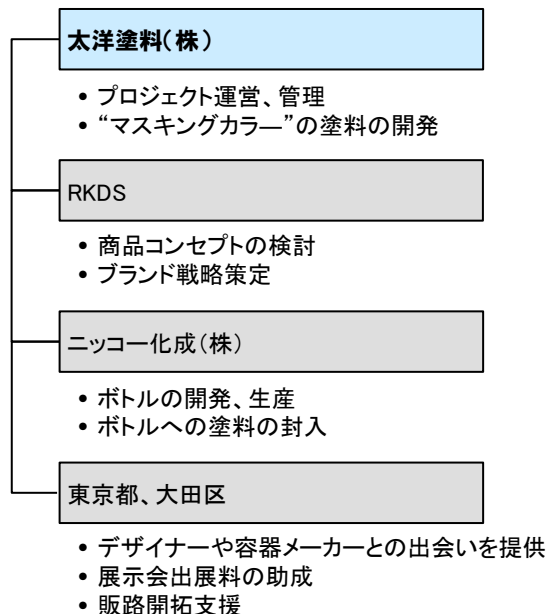 太洋塗料(株)
• プロジェクト運営、管理
• “マスキングカラ―”の塗料の開発
RKDS
• 商品コンセプトの検討
• ブランド戦略策定
ニッコー化成(株)
• ボトルの開発、生産
• ボトルへの塗料の封入
東京都、大田区
• デザイナーや容器メーカーとの出会いを提供
• 展示会出展料の助成
• 販路開拓支援